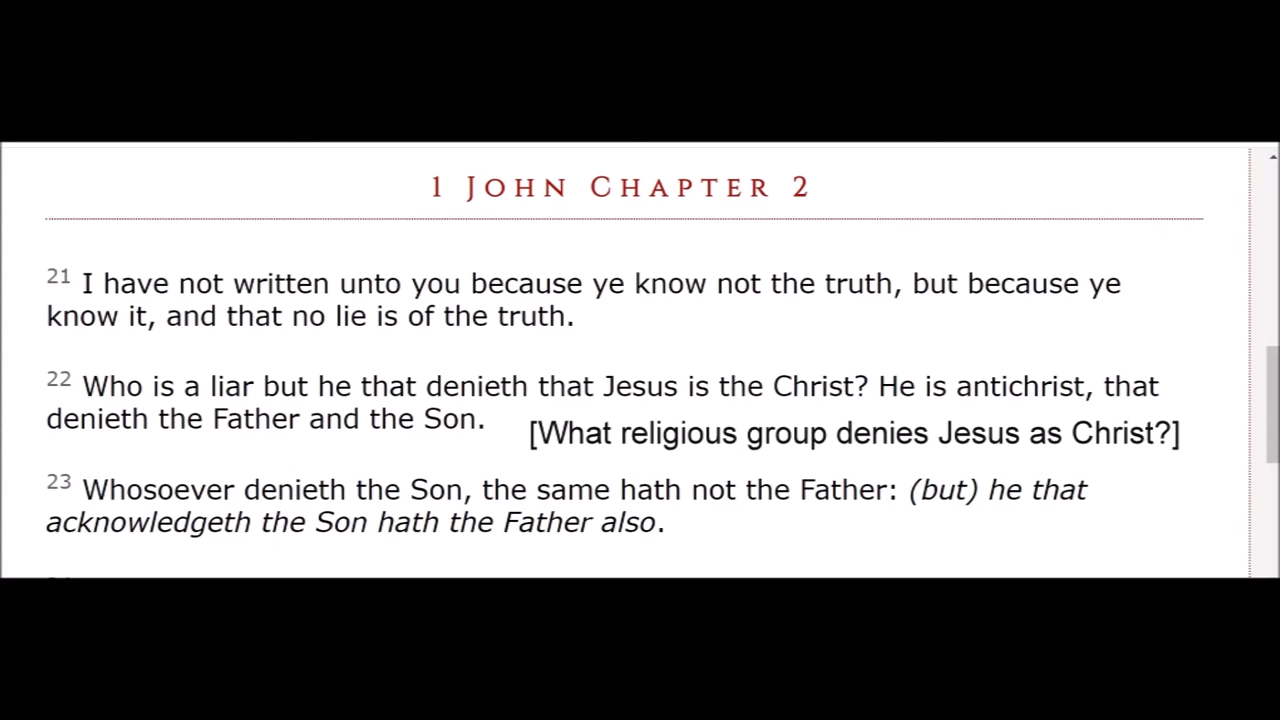 1 John Chapter 2
21 I have not written unto you because ye know not the truth, but because ye
know it, and that no lie is of the truth.
22 Who is a liar but he that denieth that Jesus is the Christ? He is antichrist, that
denieth the Father and the Son.
[What religious group denies Jesus as Christ?]
23 Whosoever denieth the Son, the same hath not the Father: (but) he that
acknowledgeth the Son hath the Father also.